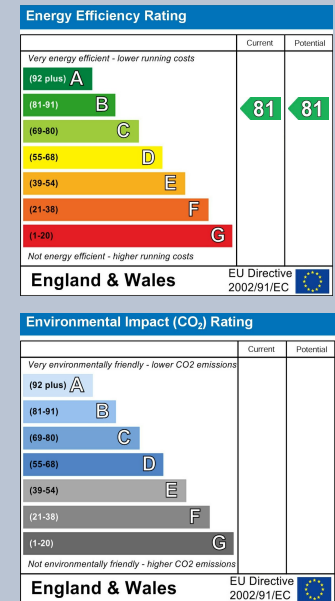 Energy Efficiency Rating
Current Potential
Very energy efficient - lower running costs
(92 plus) A
(81-91) B 81 81
(69-80) C
(55-68) D
(39-54) E
(21-38) F
(1-20) G
Not energy efficient - higher running costs
England & Wales EU Directive
2002/91/EC
Environmental Impact (CO₂) Rating
Current Potential
Very environmentally friendly - lower CO2 emissions
(92 plus) A
(81-91) B
(69-80) C
(55-68) D
(39-54) E
(21-38) F
(1-20) G
Not environmentally friendly - higher CO2 emissions
England & Wales EU Directive
2002/91/EC